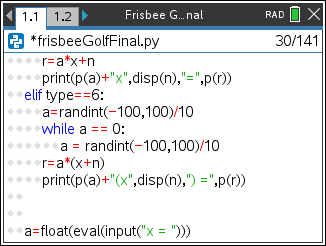 1.1 1.2 Frisbee G…nal RAD
*frisbeeGolfFinal.py 30/141
r=a*x+n
print(p(a)+"x",disp(n),"=",p(r))
elif type==6:
a=randint(-100,100)/10
while a == 0:
a = randint(-100,100)/10
r=a*(x+n)
print(p(a)+"(x",disp(n),") =",p(r))
a=float(eval(input("x = ")))